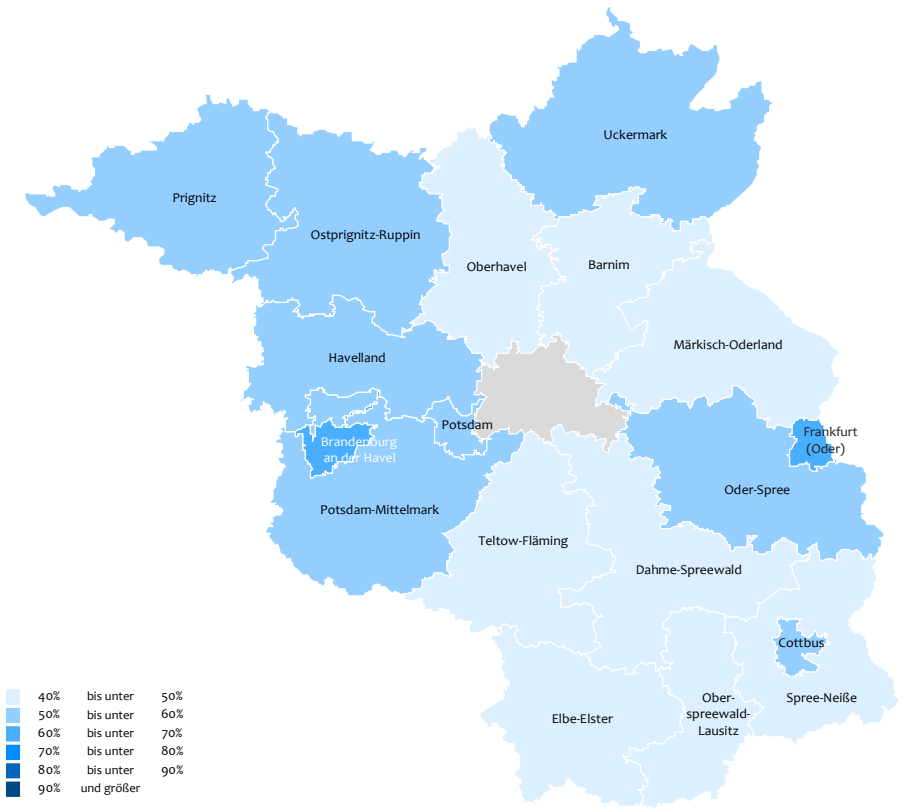 Uckermark
Prignitz
Ostprignitz-Ruppin
Oberhavel
Barnim
Märkisch-Oderland
Havelland
Potsdam
Brandenburg
an der Havel
Frankfurt
(Oder)
Oder-Spree
Potsdam-Mittelmark
Teltow-Fläming
Dahme-Spreewald
Cottbus
Spree-Neiße
Elbe-Elster
Ober-
spreewald-
Lausitz
40% bis unter 50%
50% bis unter 60%
60% bis unter 70%
70% bis unter 80%
80% bis unter 90%
90% und größer